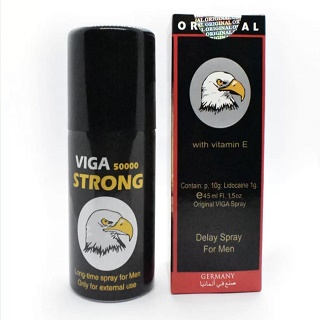 VIGA 50000
STRONG
Long-time spray for Men
Only for external use
ORIGINAL
with vitamin E
Contain: p. 10g: Lidocaine 1g
e 45 ml Fl. 1,5oz
Original VIGA Spray
Delay Spray
For Men
GERMANY
صنع في ألمانيا